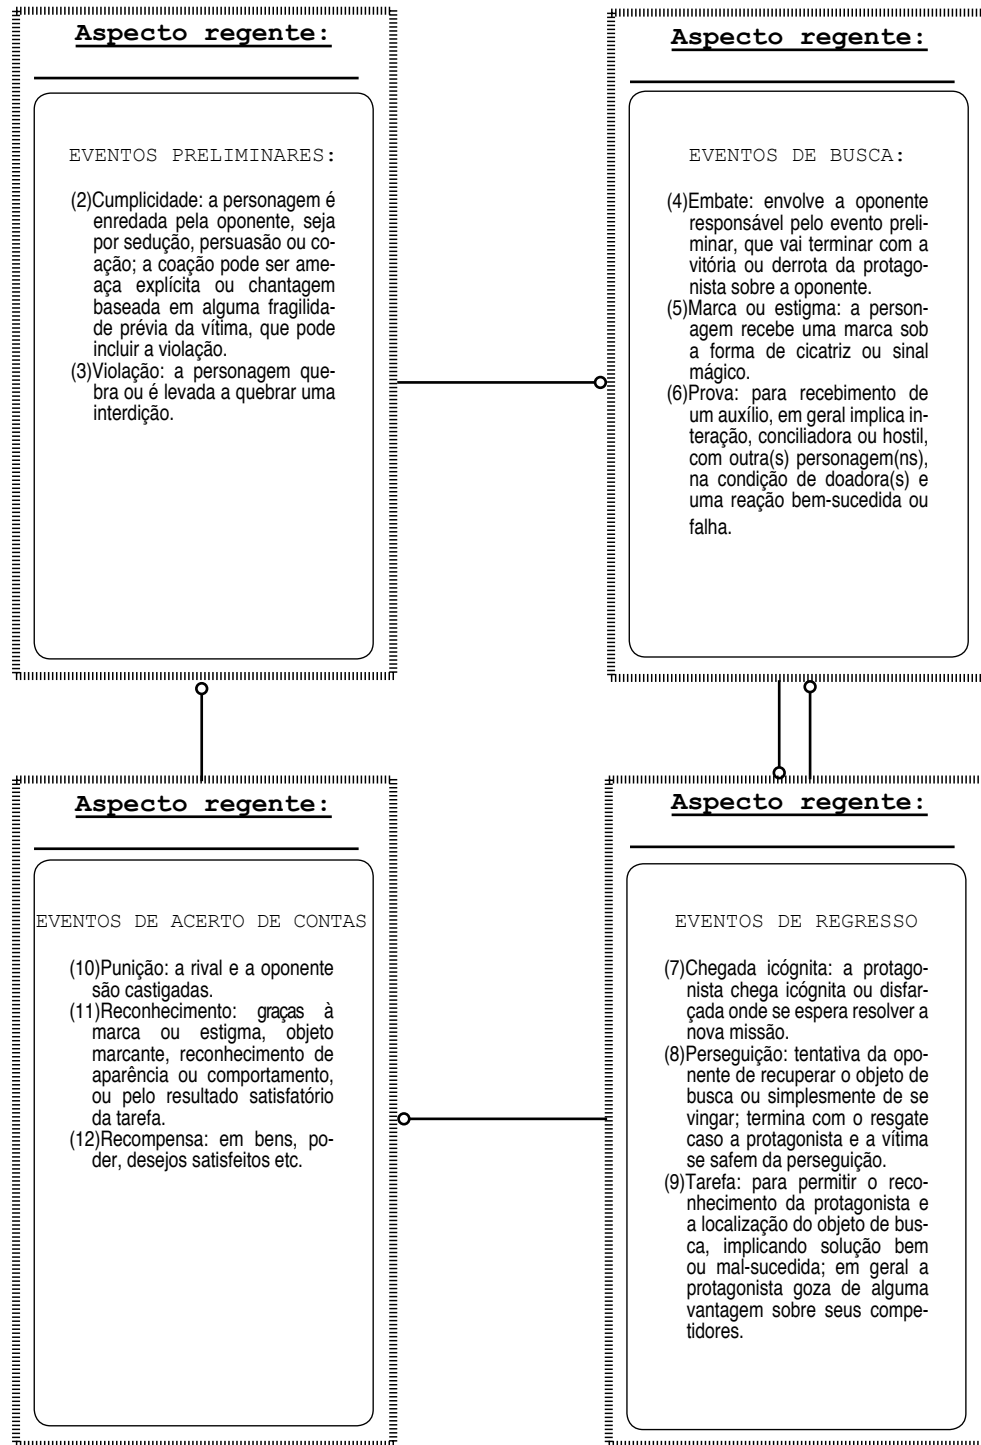 Aspecto regente:
EVENTOS PRELIMINARES:
(2)Cumplicidade: a personagem é
enredada pela oponente, seja
por sedução, persuasão ou co-
ação; a coação pode ser ame-
aça explícita ou chantagem
baseada em alguma fragilida-
de prévia da vítima, que pode
incluir a violação.
(3)Violação: a personagem que-
bra ou é levada a quebrar uma
interdição.
Aspecto regente:
EVENTOS DE BUSCA:
(4)Embate: envolve a oponente
responsável pelo evento preli-
minar, que vai terminar com a
vitória ou derrota da protago-
nista sobre a oponente.
(5)Marca ou estigma: a person-
agem recebe uma marca sob
a forma de cicatriz ou sinal
mágico.
(6)Prova: para recebimento de
um auxílio, em geral implica in-
teração, conciliadora ou hostil,
com outra(s) personagem(ns),
na condição de doadora(s) e
uma reação bem-sucedida ou
falha.
Aspecto regente:
EVENTOS DE ACERTO DE CONTAS
(10)Punição: a rival e a oponente
são castigadas.
(11)Reconhecimento: graças à
marca ou estigma, objeto
marcante, reconhecimento de
aparência ou comportamento,
ou pelo resultado satisfatório
da tarefa.
(12)Recompensa: em bens, po-
der, desejos satisfeitos etc.
Aspecto regente:
EVENTOS DE REGRESSO
(7)Chegada icógnita: a protago-
nista chega icógnita ou disfar-
çada onde se espera resolver a
nova missão.
(8)Perseguição: tentativa da opo-
nente de recuperar o objeto de
busca ou simplesmente de se
vingar; termina com o resgate
caso a protagonista e a vítima
se safem da perseguição.
(9)Tarefa: para permitir o reco-
nhecimento da protagonista e
a localização do objeto de bus-
ca, implicando solução bem
ou mal-sucedida; em geral a
protagonista goza de alguma
vantagem sobre seus compe-
tidores.